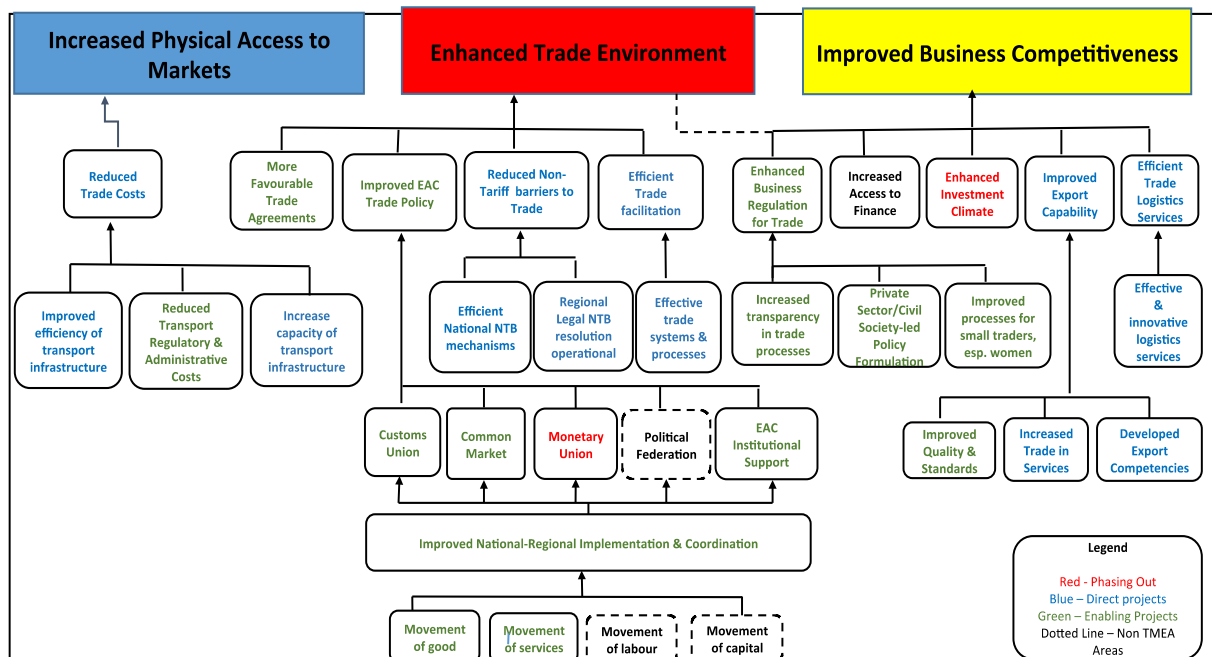 Increased Physical Access to
Markets
Enhanced Trade Environment
Improved Business Competitiveness
Reduced
Trade Costs
More
Favourable
Trade
Agreements
Improved EAC
Trade Policy
Reduced Non-
Tariff barriers to
Trade
Efficient
Trade
facilitation
Enhanced
Business
Regulation
for Trade
Increased
Access to
Finance
Enhanced
Investment
Climate
Improved
Export
Capability
Efficient
Trade
Logistics
Services
Improved
efficiency of
transport
infrastructure
Reduced
Transport
Regulatory &
Administrative
Costs
Increase
capacity of
transport
infrastructure
Efficient
National NTB
mechanisms
Regional
Legal NTB
resolution
operational
Effective
trade
systems &
processes
Increased
transparency
in trade
processes
Private
Sector/Civil
Society-led
Policy
Formulation
Improved
processes for
small traders,
esp. women
Effective
&
innovative
logistics
services
Customs
Union
Common
Market
Monetary
Union
Political
Federation
EAC
Institutional
Support
Improved
Quality &
Standards
Increased
Trade in
Services
Developed
Export
Competencies
Improved National-Regional Implementation & Coordination
Movement
of good
Movement
of services
Movement
of labour
Movement
of capital
Legend
Red - Phasing Out
Blue – Direct projects
Green – Enabling Projects
Dotted Line – Non TMEA
Areas